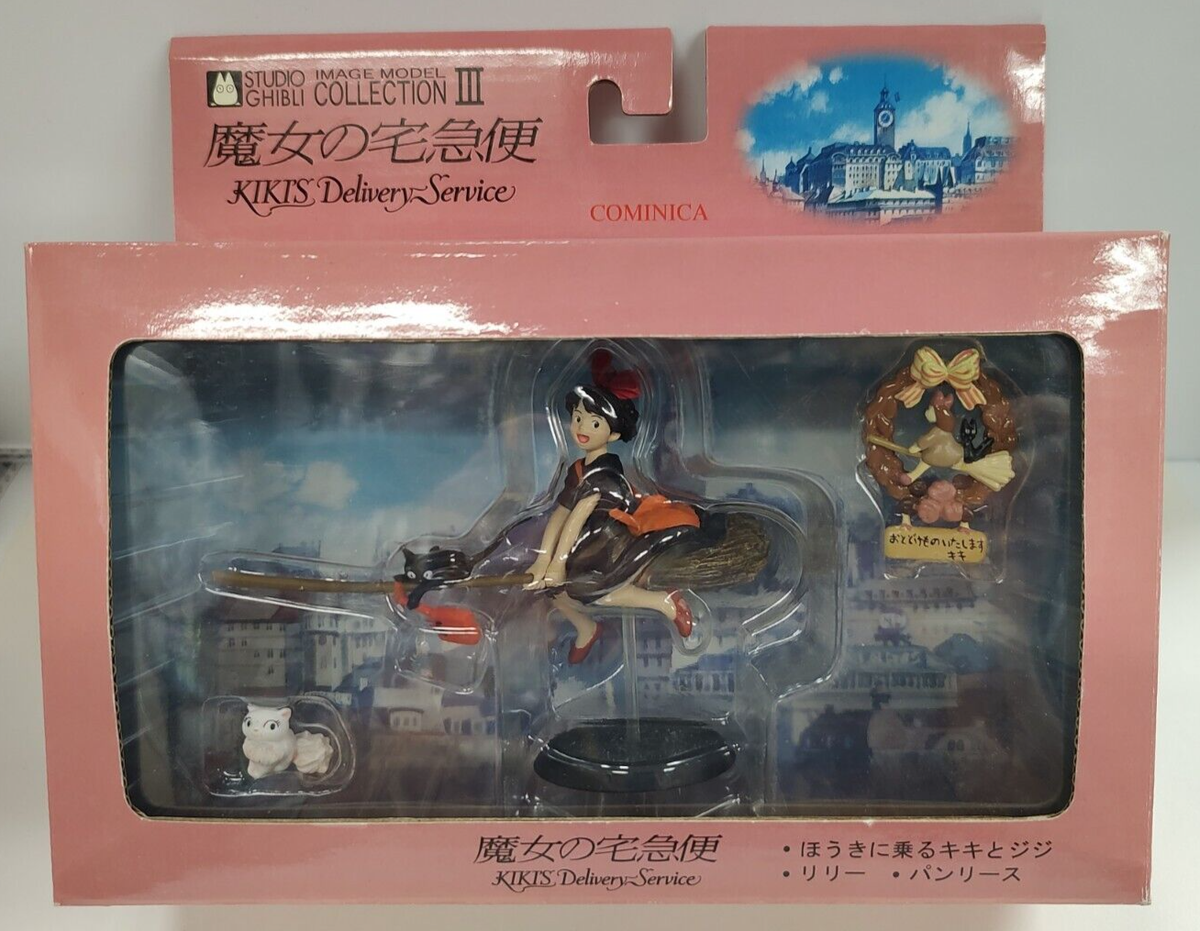 STUDIO GHIBLI IMAGE MODEL COLLECTION III
魔女の宅急便
KIKI'S Delivery Service
COMINICA
おとどけものいたします
キキ
魔女の宅急便
KIKI'S Delivery Service
・ほうきに乗るキキとジジ
・リリー ・パンリース